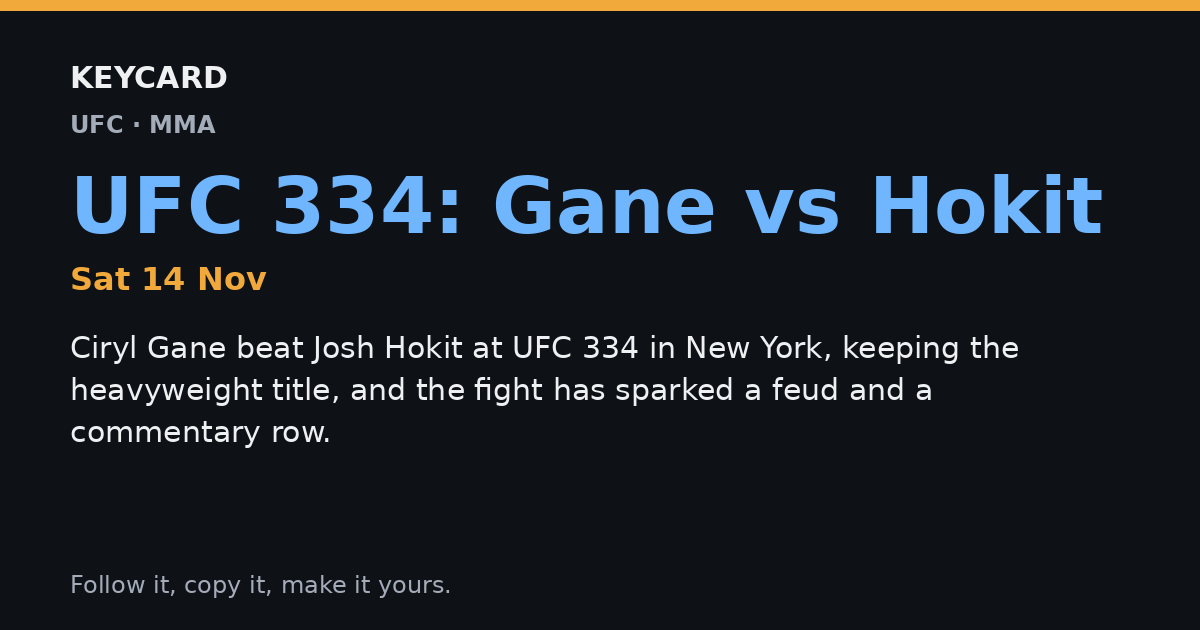 KEYCARD
UFC · MMA
UFC 334: Gane vs Hokit
Sat 14 Nov
Ciryl Gane beat Josh Hokit at UFC 334 in New York, keeping the
heavyweight title, and the fight has sparked a feud and a
commentary row.
Follow it, copy it, make it yours.